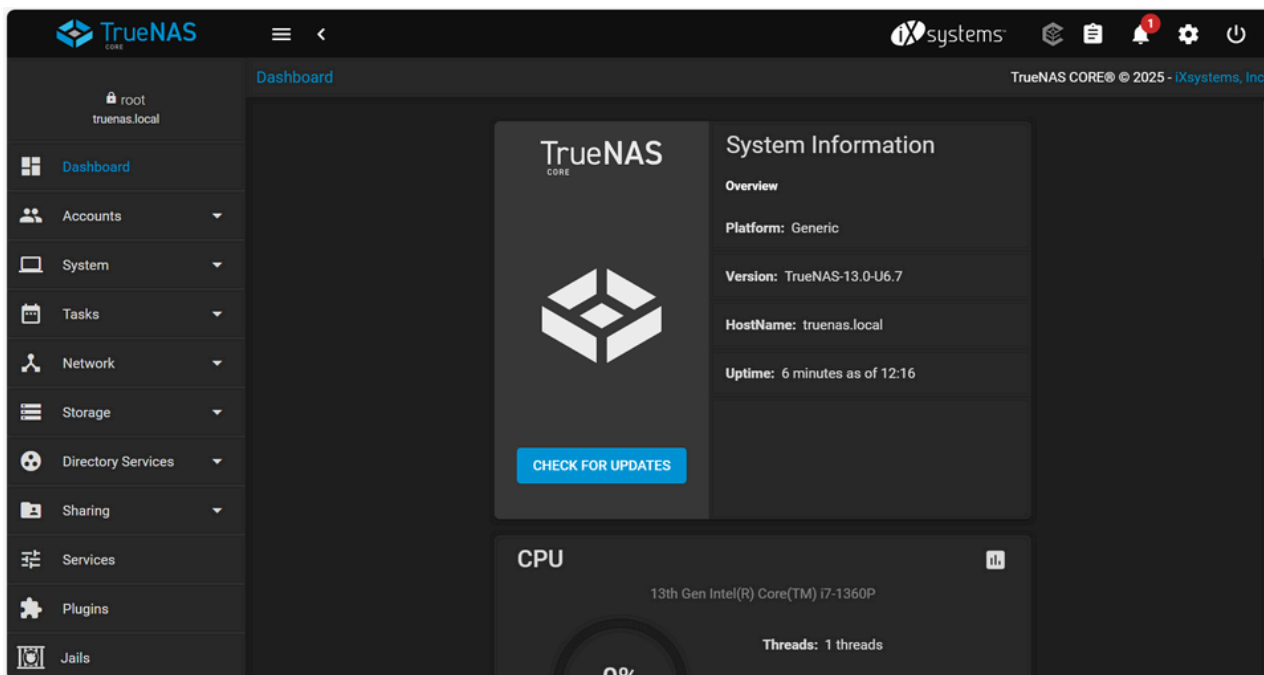 TrueNAS
CORE
iXsystems
1
root
truenas.local
Dashboard
TrueNAS CORE® © 2025 - iXsystems, Inc
Dashboard
Accounts
System
Tasks
Network
Storage
Directory Services
Sharing
Services
Plugins
Jails
TrueNAS
CORE
CHECK FOR UPDATES
System Information
Overview
Platform: Generic
Version: TrueNAS-13.0-U6.7
HostName: truenas.local
Uptime: 6 minutes as of 12:16
CPU
13th Gen Intel(R) Core(TM) i7-1360P
Threads: 1 threads